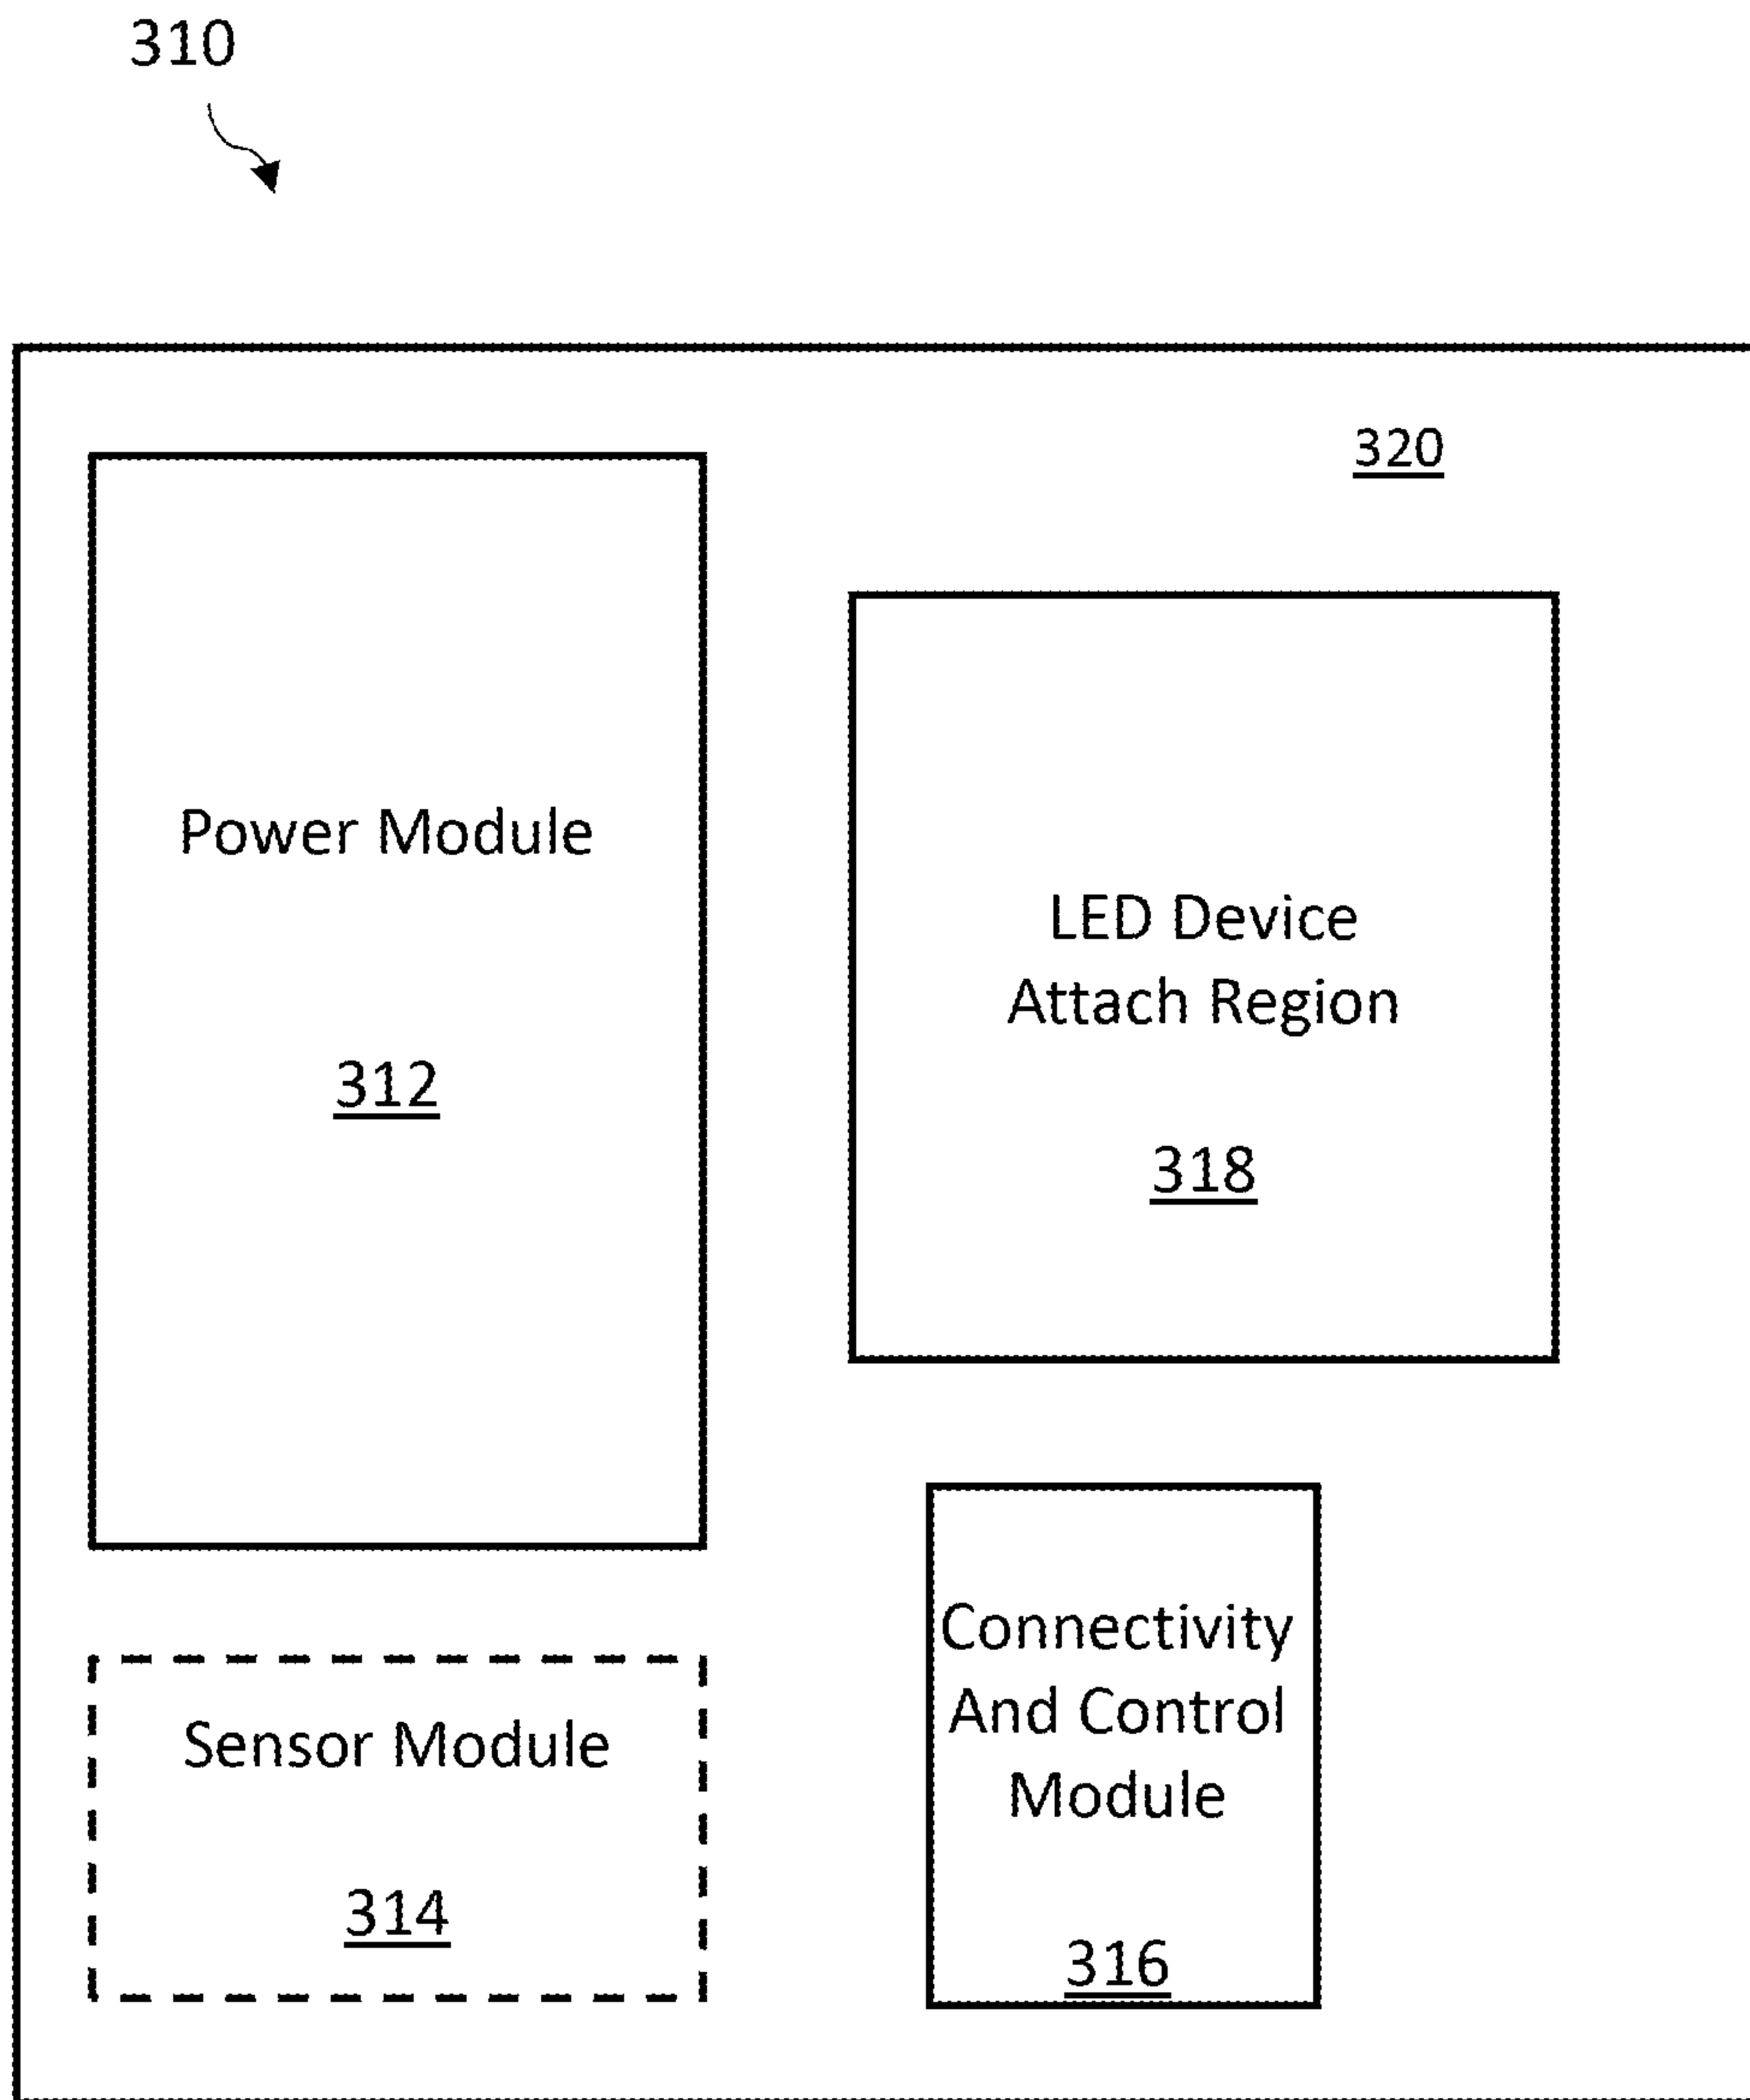 310
320
Power Module
312
LED Device
Attach Region
318
Sensor Module
314
Connectivity
And Control
Module
316